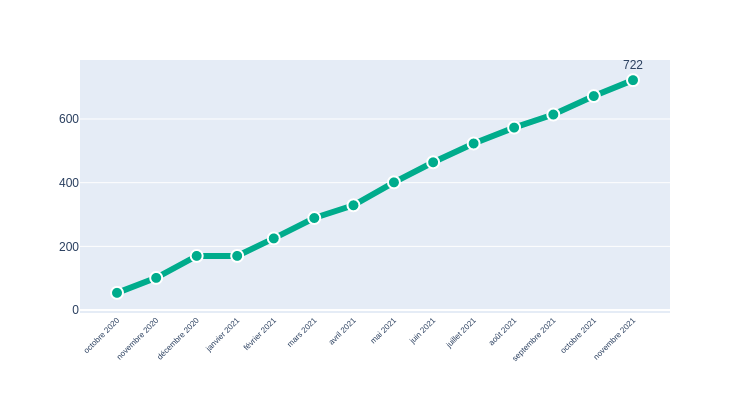 722
600
400
200
0
octobre 2020
novembre 2020
décembre 2020
janvier 2021
février 2021
mars 2021
avril 2021
mai 2021
juin 2021
juillet 2021
août 2021
septembre 2021
octobre 2021
novembre 2021